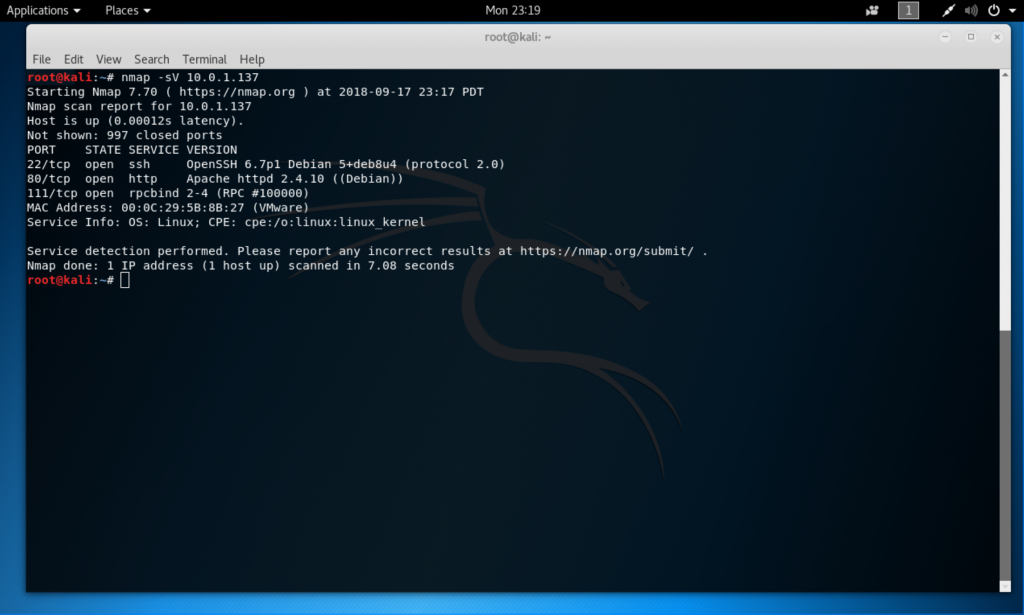 Applications Places Mon 23:19 1
root@kali: ~
File Edit View Search Terminal Help
root@kali:~# nmap -sV 10.0.1.137
Starting Nmap 7.70 ( https://nmap.org ) at 2018-09-17 23:17 PDT
Nmap scan report for 10.0.1.137
Host is up (0.00012s latency).
Not shown: 997 closed ports
PORT    STATE SERVICE VERSION
22/tcp  open  ssh     OpenSSH 6.7p1 Debian 5+deb8u4 (protocol 2.0)
80/tcp  open  http    Apache httpd 2.4.10 ((Debian))
111/tcp open  rpcbind 2-4 (RPC #100000)
MAC Address: 00:0C:29:5B:8B:27 (VMware)
Service Info: OS: Linux; CPE: cpe:/o:linux:linux_kernel
Service detection performed. Please report any incorrect results at https://nmap.org/submit/ .
Nmap done: 1 IP address (1 host up) scanned in 7.08 seconds
root@kali:~#